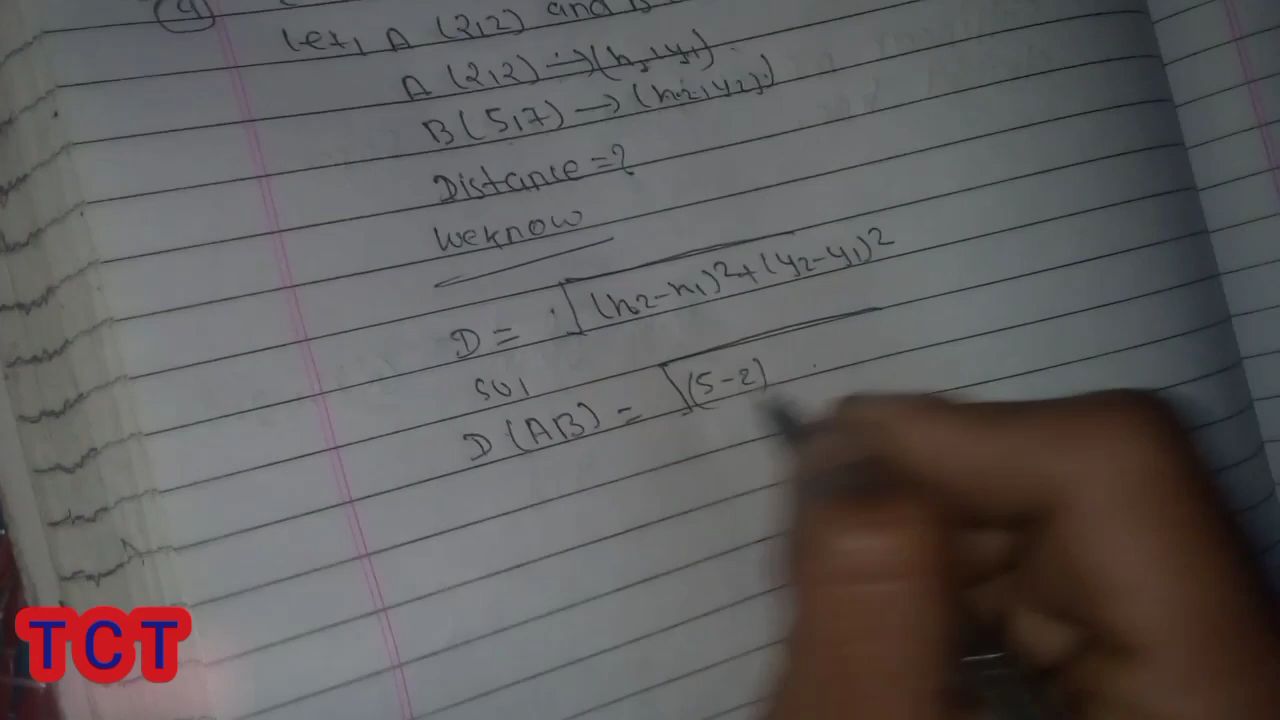 4
Let, A (2,2) and B
A (2,2) → (x1, y1)
B (5,7) → (x2, y2)
Distance = ?
We know
D = √(x2-x1)²+(y2-y1)²
sol
D (AB) = √(5-2)
TCT